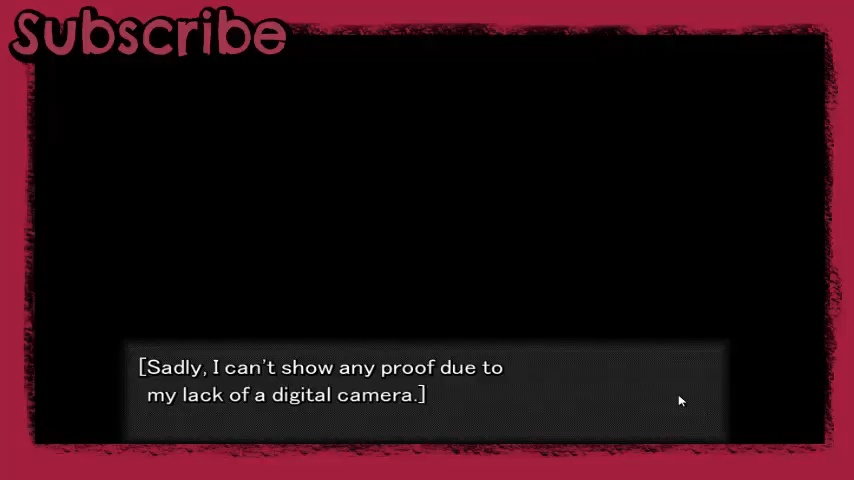 Subscribe
[Sadly, I can't show any proof due to
my lack of a digital camera.]